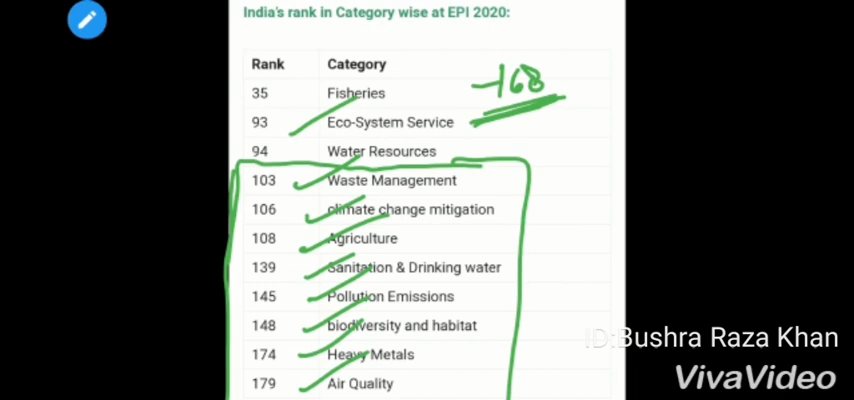 India's rank in Category wise at EPI 2020:
Rank Category
-168
35 Fisheries
93 Eco-System Service
94 Water Resources
103 Waste Management
106 climate change mitigation
108 Agriculture
139 Sanitation & Drinking water
145 Pollution Emissions
148 biodiversity and habitat
174 Heavy Metals
179 Air Quality
ID:Bushra Raza Khan
VivaVideo